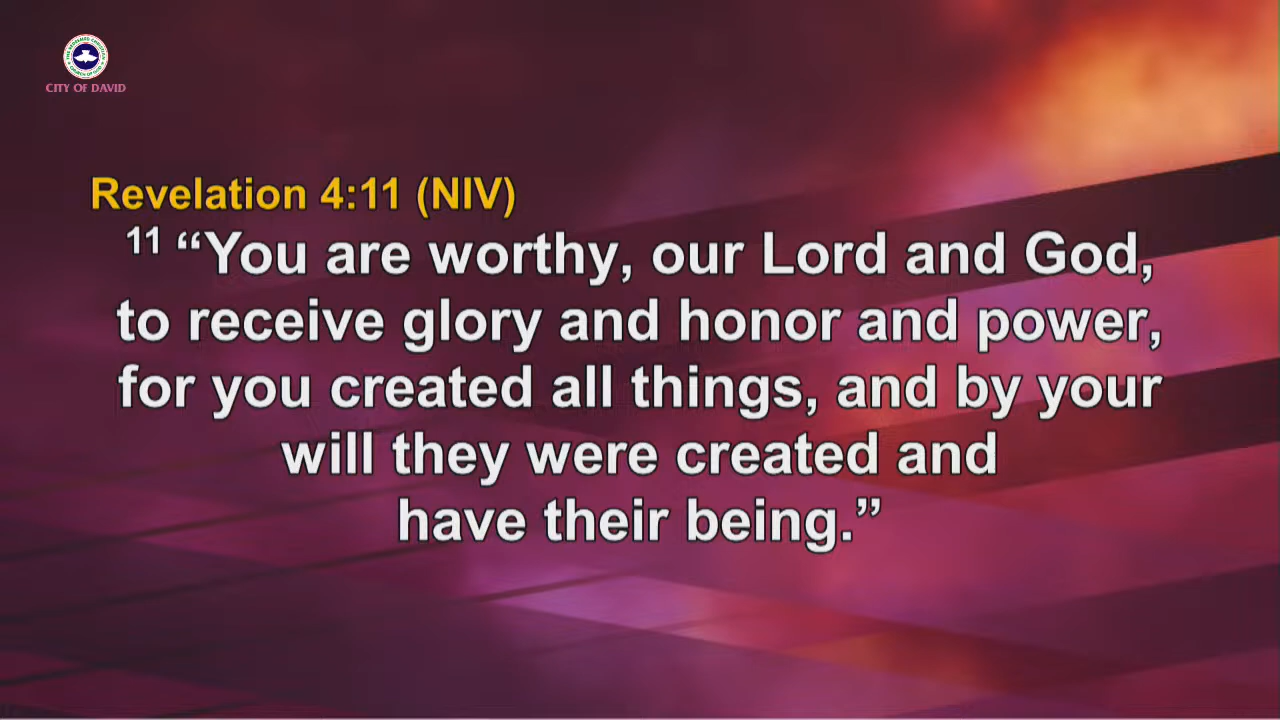 CITY OF DAVID
Revelation 4:11 (NIV)
11 “You are worthy, our Lord and God,
to receive glory and honor and power,
for you created all things, and by your
will they were created and
have their being.”